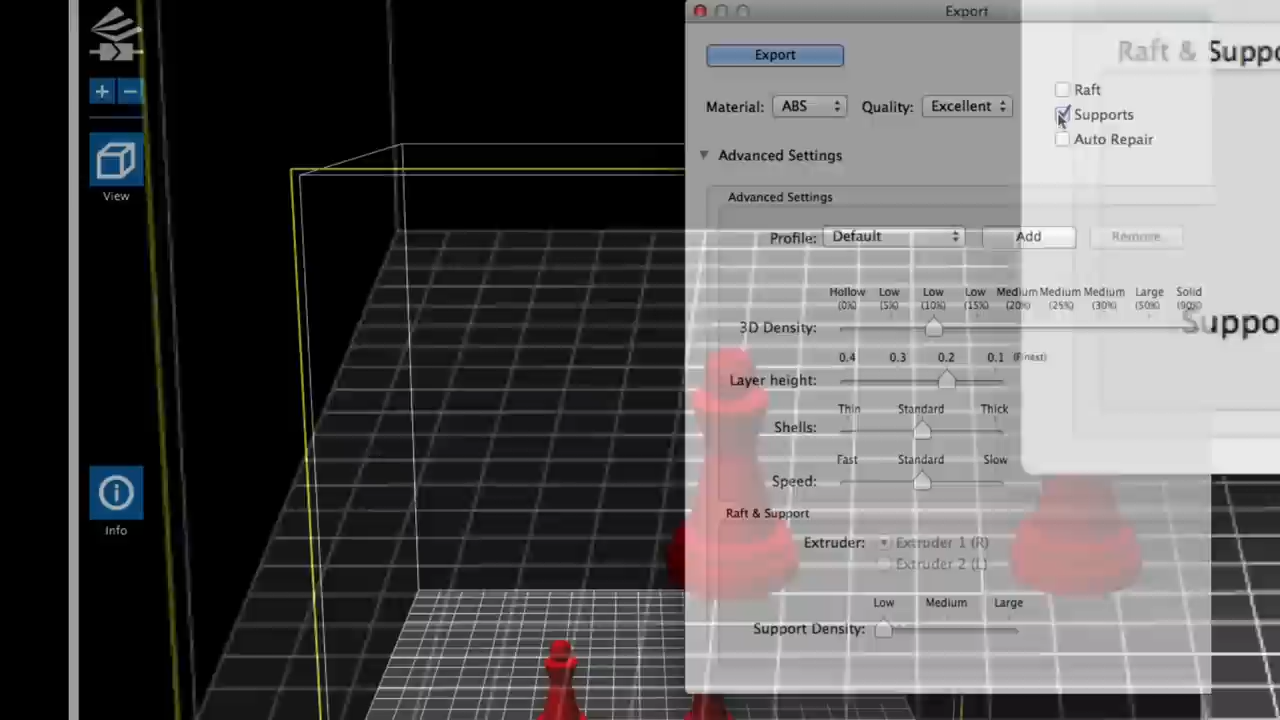 Export
Export
Raft & Suppo
Raft
Material: ABS Quality: Excellent
Supports
Auto Repair
Advanced Settings
Advanced Settings
Profile: Default Add Remove
Hollow Low Low Low Medium Medium Medium Large Solid
(0%) (5%) (10%) (15%) (20%) (25%) (30%) (50%) (90%)
3D Density:
Suppo
0.4 0.3 0.2 0.1 (Finest)
Layer height:
Thin Standard Thick
Shells:
Fast Standard Slow
Speed:
Raft & Support
Extruder: Extruder 1 (R)
Extruder 2 (L)
Low Medium Large
Support Density:
View
Info